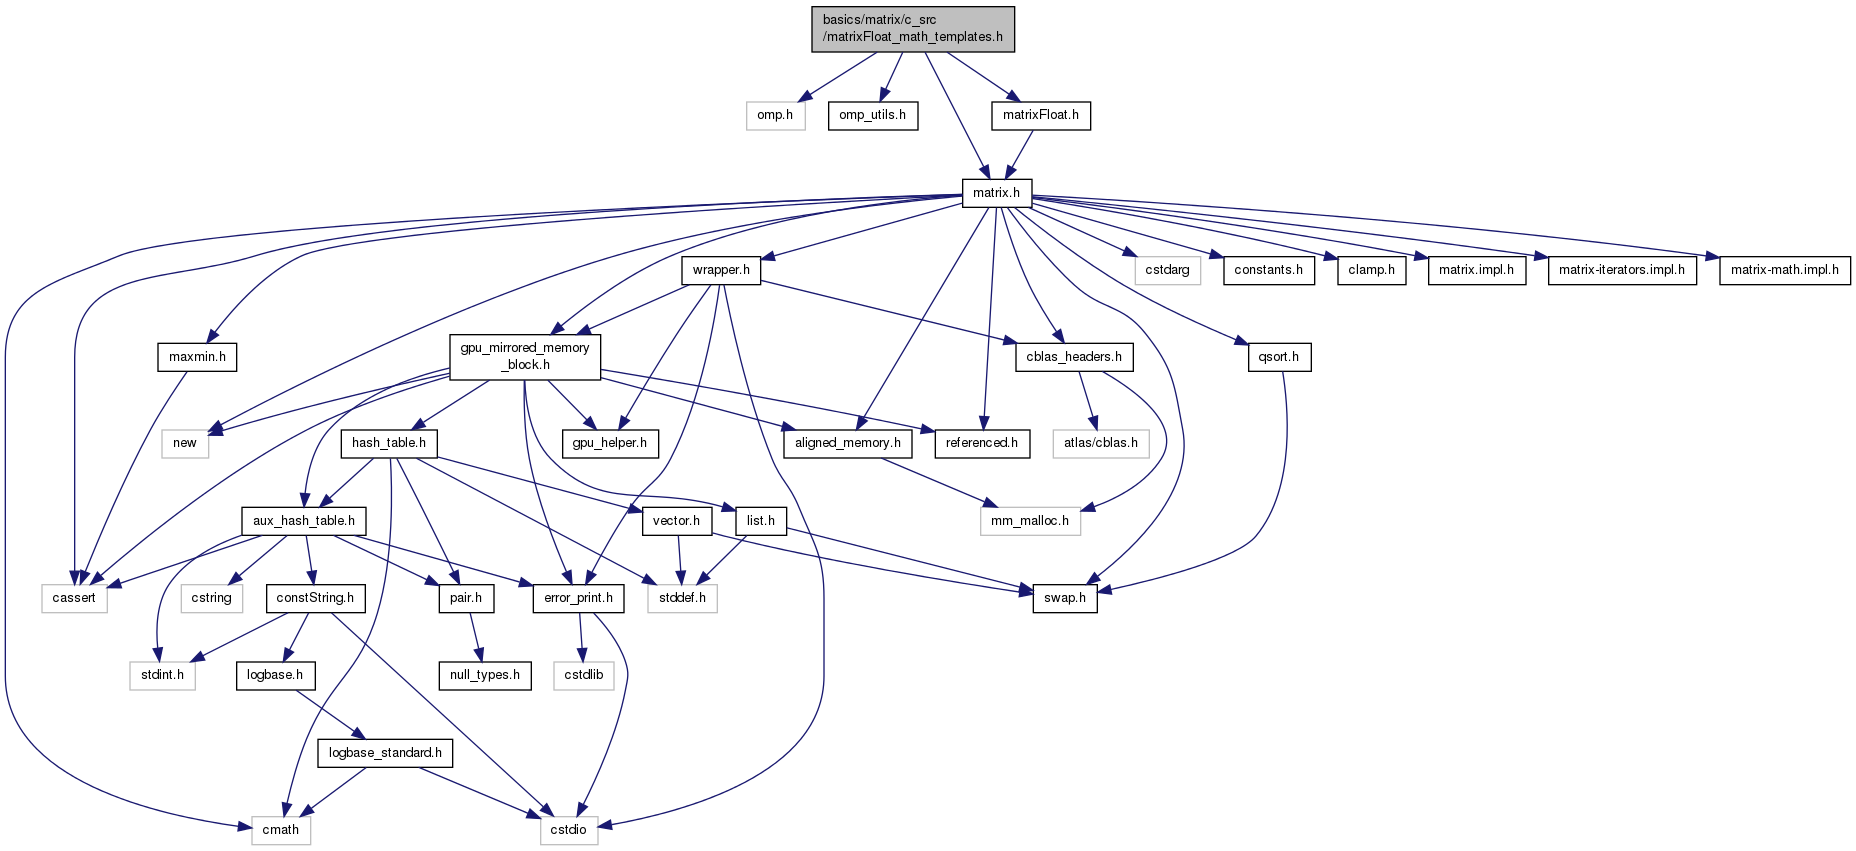 basics/matrix/c_src
/matrixFloat_math_templates.h
omp.h
omp_utils.h
matrixFloat.h
matrix.h
wrapper.h
cstdarg
constants.h
clamp.h
matrix.impl.h
matrix-iterators.impl.h
matrix-math.impl.h
maxmin.h
gpu_mirrored_memory
_block.h
cblas_headers.h
qsort.h
new
hash_table.h
gpu_helper.h
aligned_memory.h
referenced.h
atlas/cblas.h
aux_hash_table.h
vector.h
list.h
mm_malloc.h
cassert
cstring
constString.h
pair.h
error_print.h
stddef.h
swap.h
stdint.h
logbase.h
null_types.h
cstdlib
logbase_standard.h
cmath
cstdio